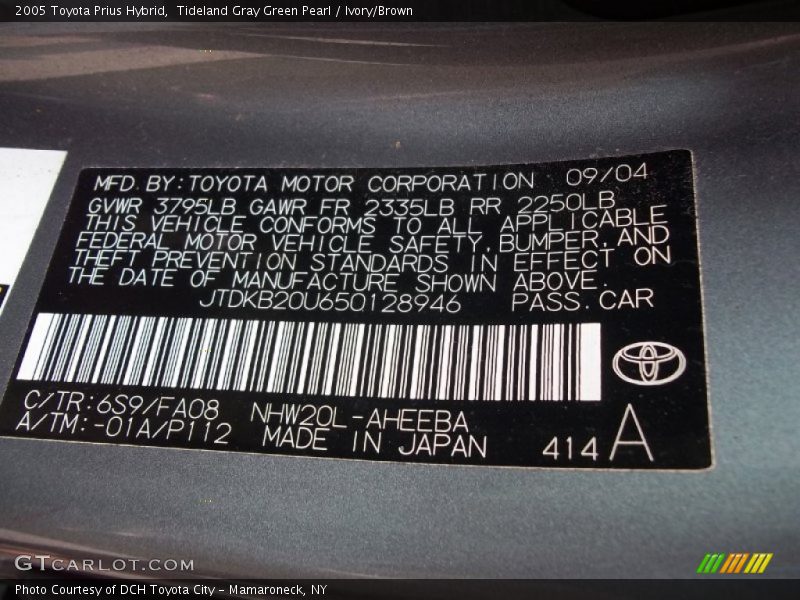 2005 Toyota Prius Hybrid,  Tideland Gray Green Pearl / Ivory/Brown
MFD. BY: TOYOTA MOTOR CORPORATION 09/04
GVWR 3795LB GAWR FR 2335LB RR 2250LB
THIS VEHICLE CONFORMS TO ALL APPLICABLE
FEDERAL MOTOR VEHICLE SAFETY, BUMPER, AND
THEFT PREVENTION STANDARDS IN EFFECT ON
THE DATE OF MANUFACTURE SHOWN ABOVE.
JTDKB20U650128946 PASS. CAR
C/TR: 6S9/FA08 NHW20L-AHEEBA
A/TM: -01A/P112 MADE IN JAPAN 414 A
GTCARLOT.COM
Photo Courtesy of DCH Toyota City - Mamaroneck, NY